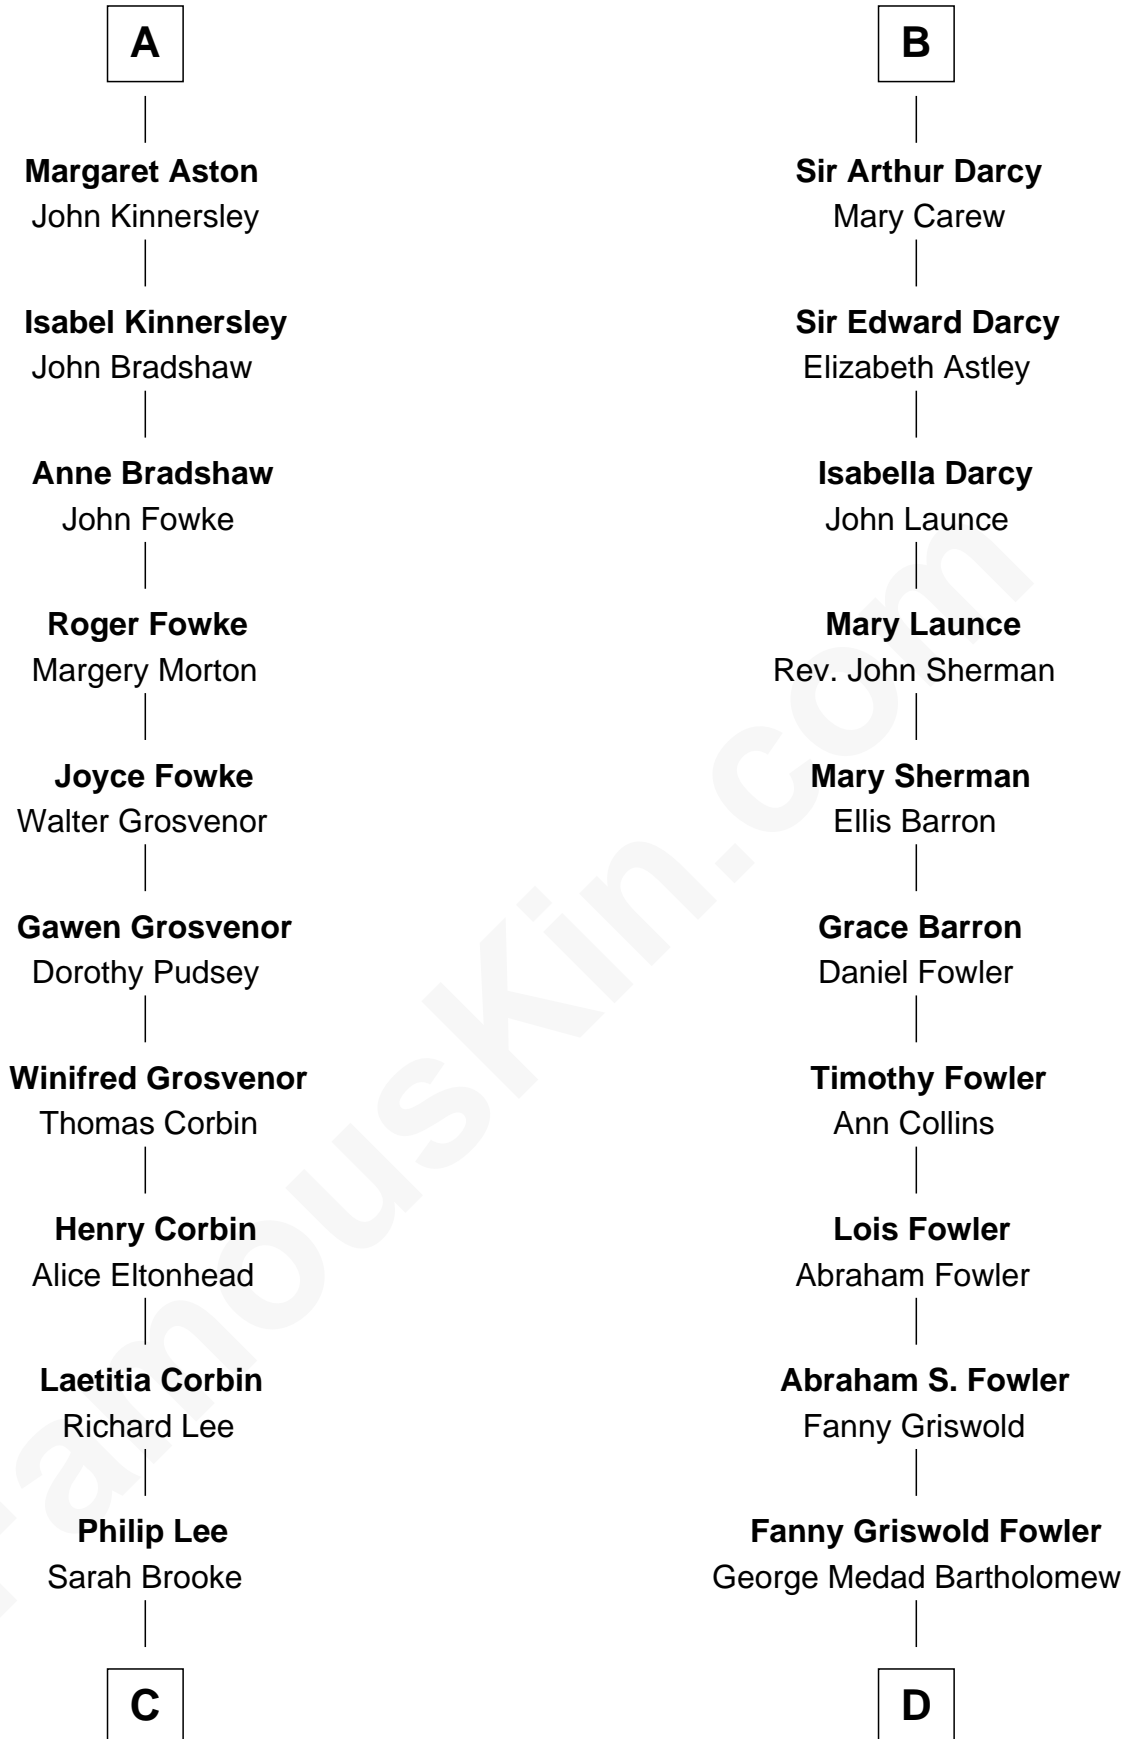 A
Margaret Aston
John Kinnersley
Isabel Kinnersley
John Bradshaw
Anne Bradshaw
John Fowke
Roger Fowke
Margery Morton
Joyce Fowke
Walter Grosvenor
Gawen Grosvenor
Dorothy Pudsey
Winifred Grosvenor
Thomas Corbin
Henry Corbin
Alice Eltonhead
Laetitia Corbin
Richard Lee
Philip Lee
Sarah Brooke
C
B
Sir Arthur Darcy
Mary Carew
Sir Edward Darcy
Elizabeth Astley
Isabella Darcy
John Launce
Mary Launce
Rev. John Sherman
Mary Sherman
Ellis Barron
Grace Barron
Daniel Fowler
Timothy Fowler
Ann Collins
Lois Fowler
Abraham Fowler
Abraham S. Fowler
Fanny Griswold
Fanny Griswold Fowler
George Medad Bartholomew
D
FamousKin.com